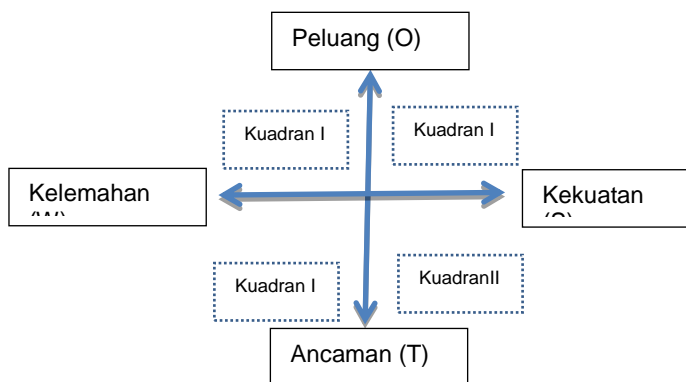 Peluang (O)
Kuadran I
Kuadran I
Kelemahan
Kekuatan
Kuadran I
KuadranII
Ancaman (T)